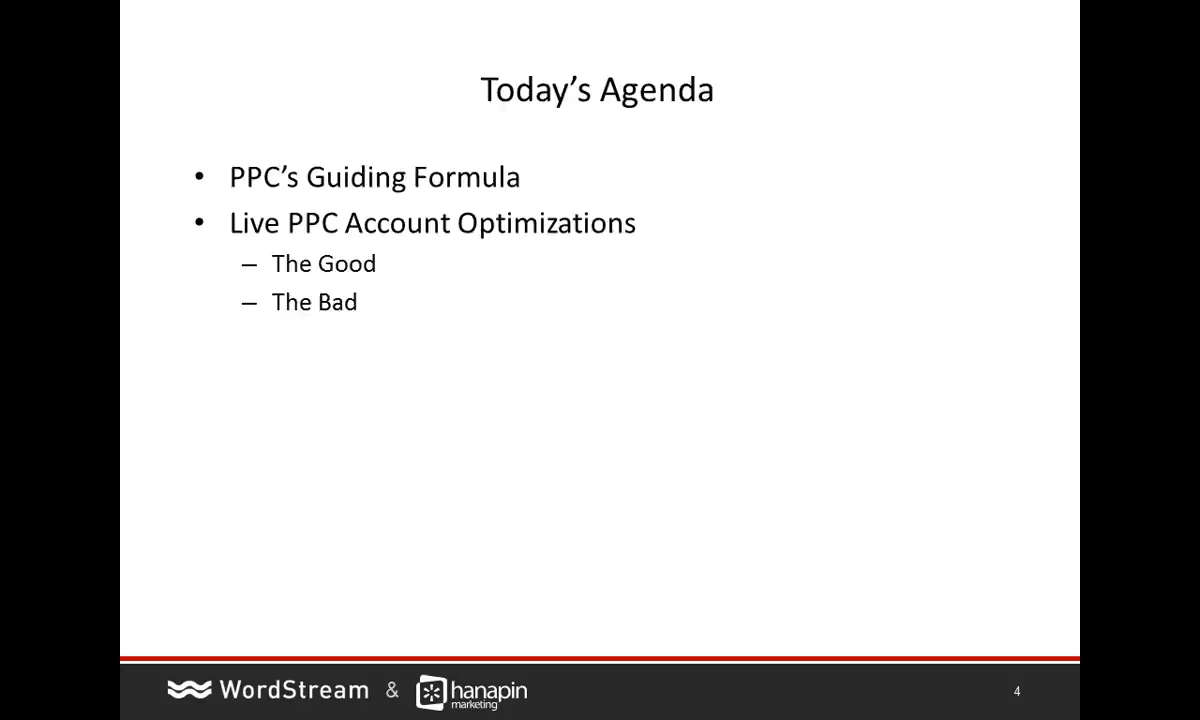 Today’s Agenda
• PPC’s Guiding Formula
• Live PPC Account Optimizations
– The Good
– The Bad
WordStream & hanapin marketing
4